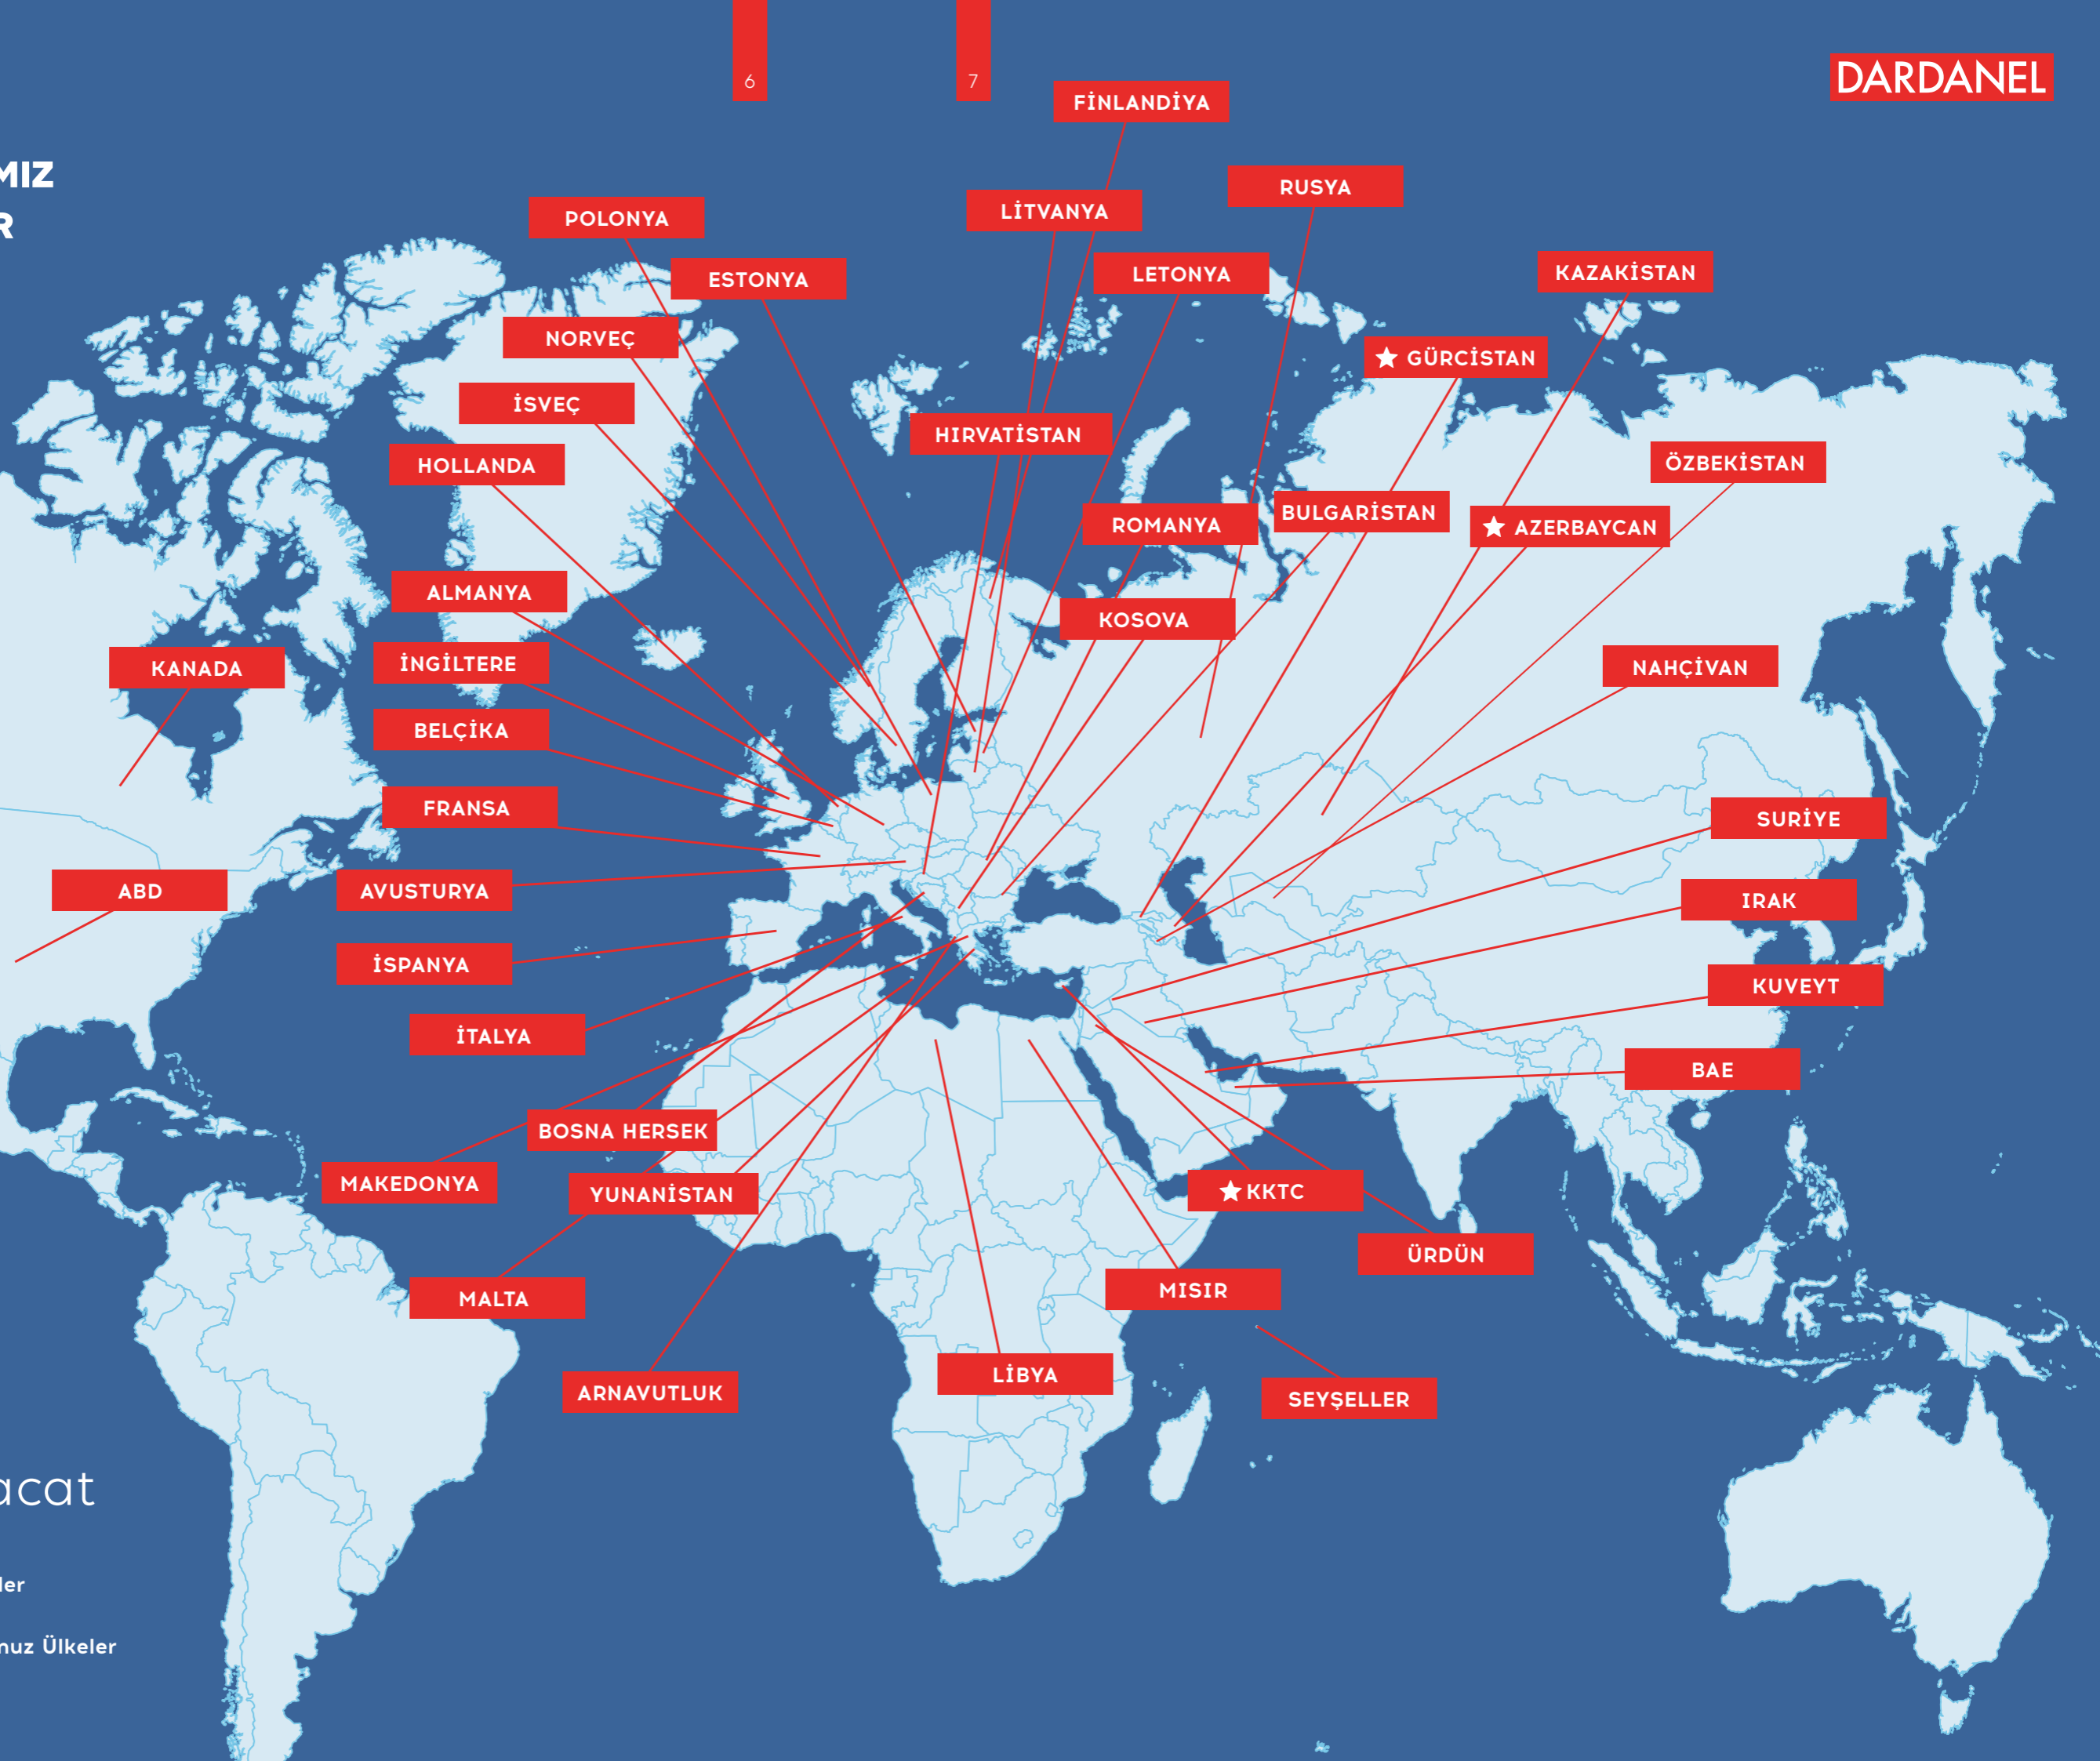 6
7
DARDANEL
FİNLANDİYA
MIZ
RUSYA
R
LİTVANYA
POLONYA
KAZAKİSTAN
LETONYA
ESTONYA
NORVEÇ
★ GÜRCİSTAN
İSVEÇ
HIRVATİSTAN
HOLLANDA
ÖZBEKİSTAN
BULGARİSTAN
ROMANYA
★ AZERBAYCAN
ALMANYA
KOSOVA
İNGİLTERE
KANADA
NAHÇİVAN
BELÇİKA
FRANSA
SURİYE
ABD
AVUSTURYA
IRAK
İSPANYA
KUVEYT
İTALYA
BAE
BOSNA HERSEK
MAKEDONYA
★ KKTC
YUNANİSTAN
ÜRDÜN
MISIR
MALTA
LİBYA
ARNAVUTLUK
SEYŞELLER
acat
ler
nuz Ülkeler